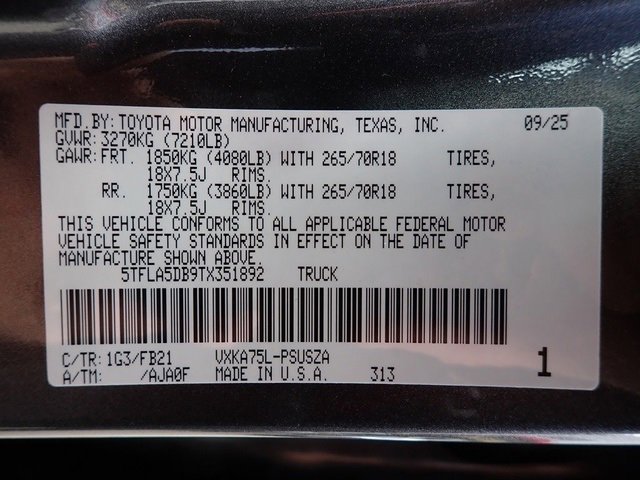 MFD.BY: TOYOTA MOTOR MANUFACTURING, TEXAS, INC. 09/25
GVWR: 3270KG (7210LB)
GAWR: FRT. 1850KG (4080LB) WITH 265/70R18 TIRES,
18X7.5J RIMS.
RR. 1750KG (3860LB) WITH 265/70R18 TIRES,
18X7.5J RIMS.
THIS VEHICLE CONFORMS TO ALL APPLICABLE FEDERAL MOTOR
VEHICLE SAFETY STANDARDS IN EFFECT ON THE DATE OF
MANUFACTURE SHOWN ABOVE.
5TFLA5DB9TX351892 TRUCK
C/TR: 1G3/FB21 VXKA75L-PSUSZA 1
A/TM: /AJA0F MADE IN U.S.A. 313